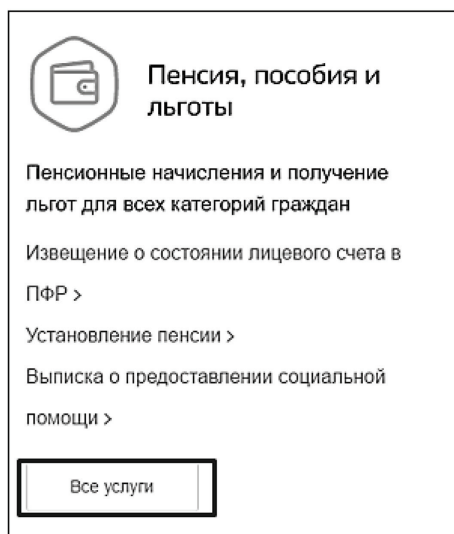 Пенсия, пособия и
льготы
Пенсионные начисления и получение
льгот для всех категорий граждан
Извещение о состоянии лицевого счета в
ПФР >
Установление пенсии >
Выписка о предоставлении социальной
помощи >
Все услуги